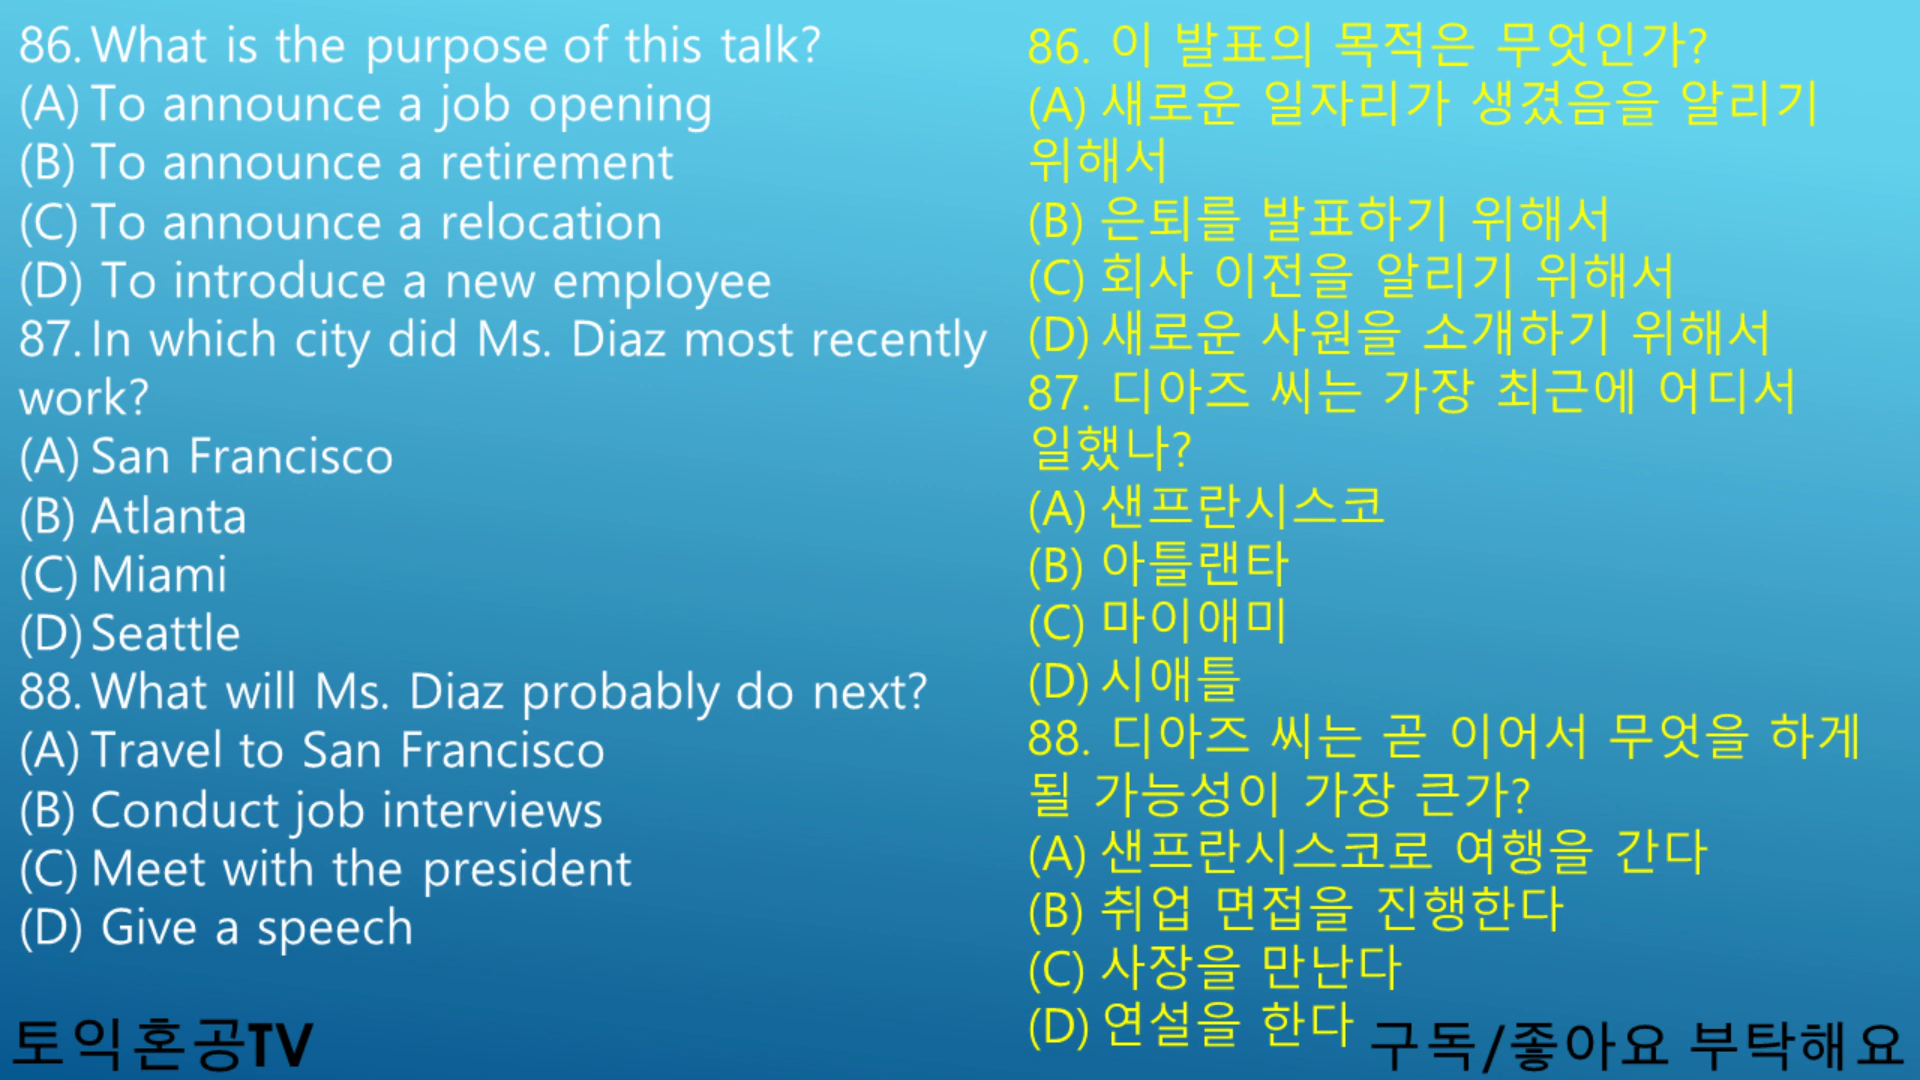 86. What is the purpose of this talk?
(A) To announce a job opening
(B) To announce a retirement
(C) To announce a relocation
(D) To introduce a new employee
87. In which city did Ms. Diaz most recently
work?
(A) San Francisco
(B) Atlanta
(C) Miami
(D) Seattle
88. What will Ms. Diaz probably do next?
(A) Travel to San Francisco
(B) Conduct job interviews
(C) Meet with the president
(D) Give a speech
86. 이 발표의 목적은 무엇인가?
(A) 새로운 일자리가 생겼음을 알리기
위해서
(B) 은퇴를 발표하기 위해서
(C) 회사 이전을 알리기 위해서
(D) 새로운 사원을 소개하기 위해서
87. 디아즈 씨는 가장 최근에 어디서
일했나?
(A) 샌프란시스코
(B) 아틀랜타
(C) 마이애미
(D) 시애틀
88. 디아즈 씨는 곧 이어서 무엇을 하게
될 가능성이 가장 큰가?
(A) 샌프란시스코로 여행을 간다
(B) 취업 면접을 진행한다
(C) 사장을 만난다
(D) 연설을 한다
토익혼공TV
구독/좋아요 부탁해요